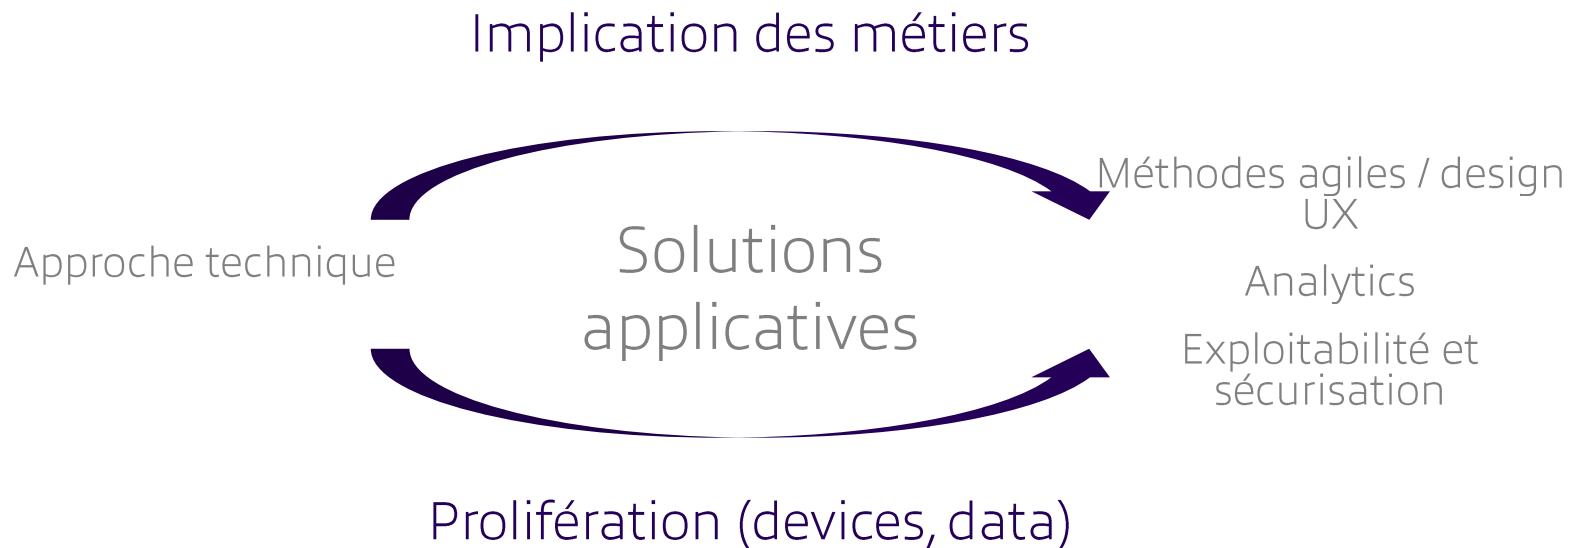 Implication des métiers
Méthodes agiles / design
UX
Approche technique
Solutions
applicatives
Analytics
Exploitabilité et
sécurisation
Prolifération (devices, data)